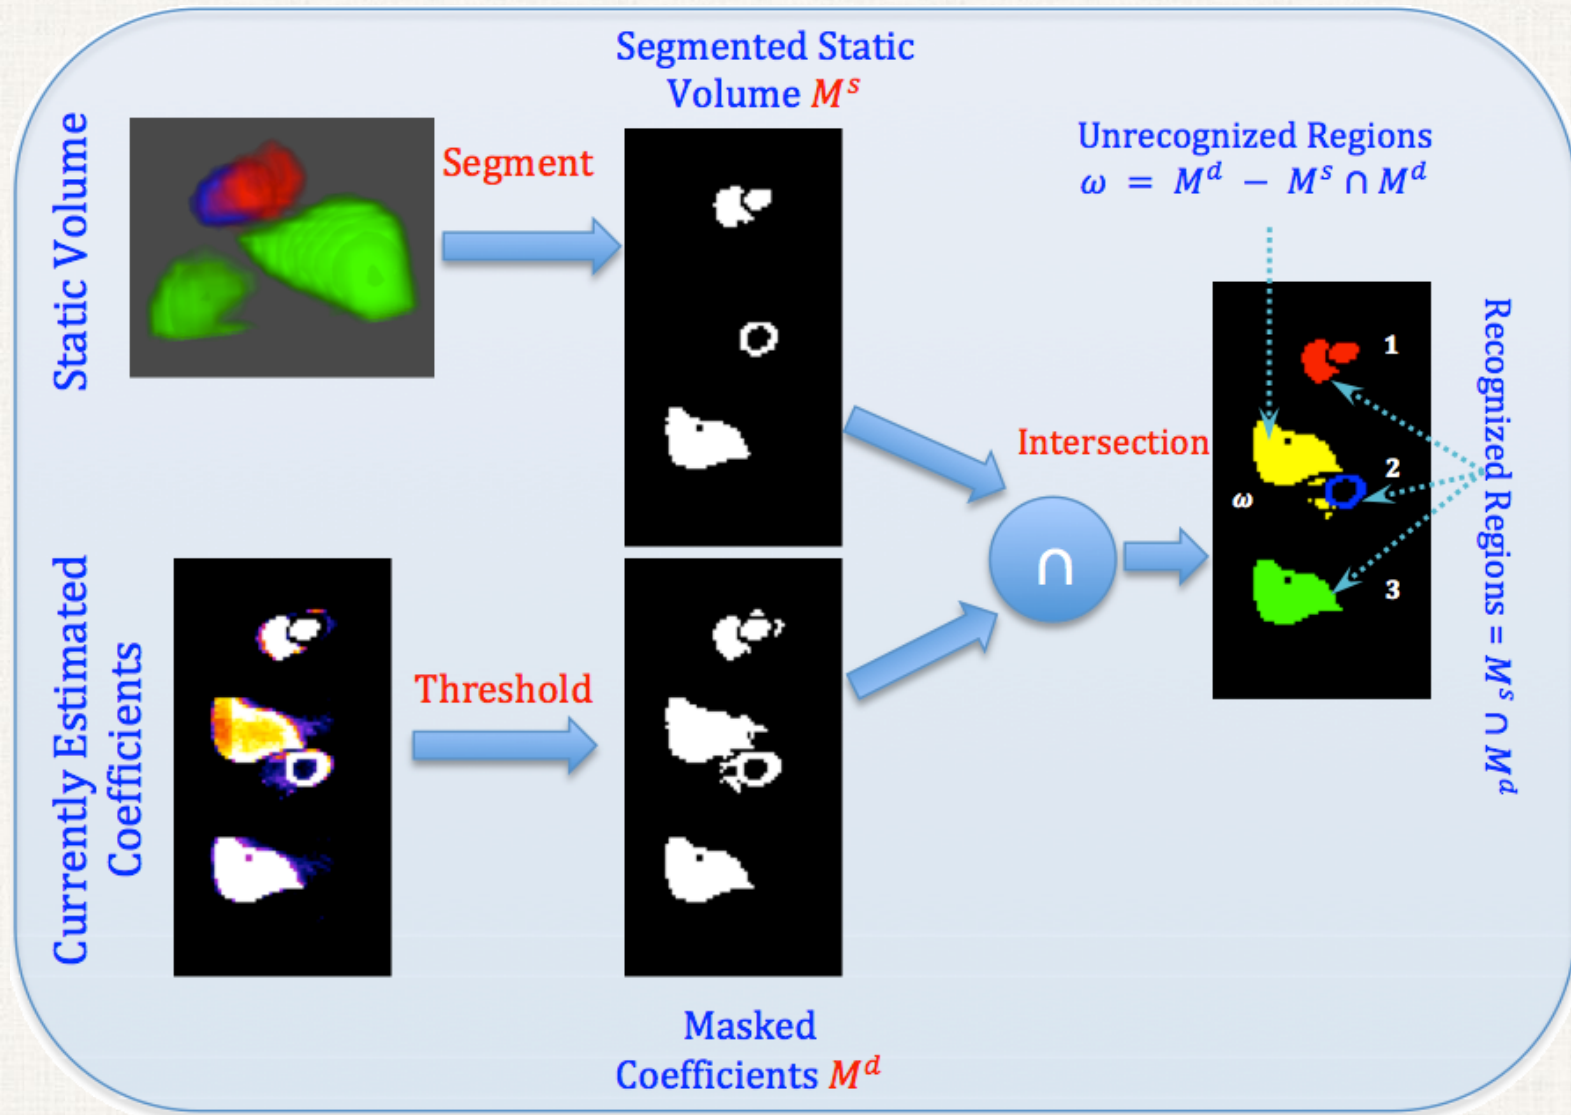 Segmented Static
Volume M^s
Static Volume
Segment
Unrecognized Regions
ω = M^d − M^s ∩ M^d
Intersection
∩
1
2
ω
3
Recognized Regions = M^s ∩ M^d
Currently Estimated
Coefficients
Threshold
Masked
Coefficients M^d